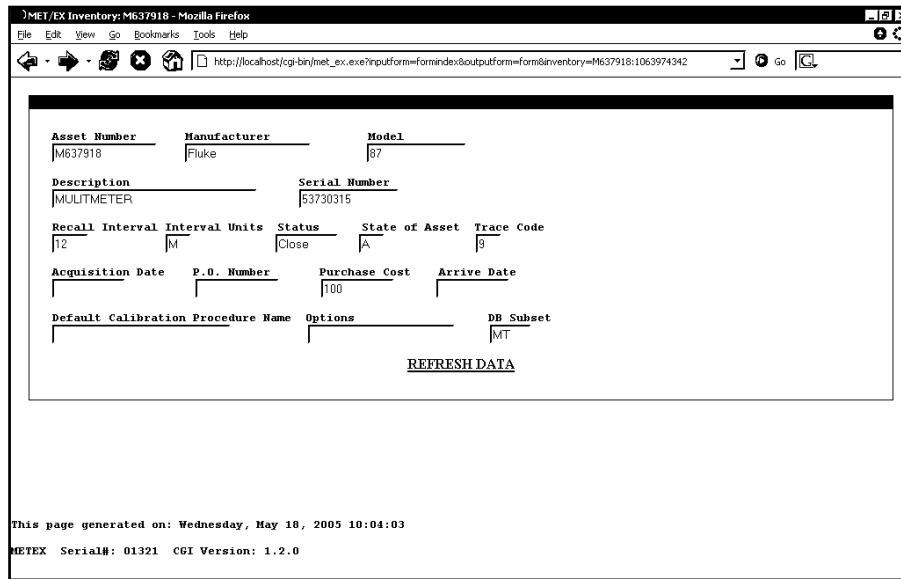 MET/EX Inventory: M637918 - Mozilla Firefox
File Edit View Go Bookmarks Tools Help
http://localhost/cgi-bin/met_ex.exe?inputform=formindex&outputform=form&inventory=M637918:1063974342 Go G
Asset Number Manufacturer Model
M637918 Fluke 87
Description Serial Number
MULITMETER 53730315
Recall Interval Interval Units Status State of Asset Trace Code
12 M Close A 9
Acquisition Date P.O. Number Purchase Cost Arrive Date
100
Default Calibration Procedure Name Options DB Subset
MT
REFRESH DATA
This page generated on: Wednesday, May 18, 2005 10:04:03
METEX Serial#: 01321 CGI Version: 1.2.0